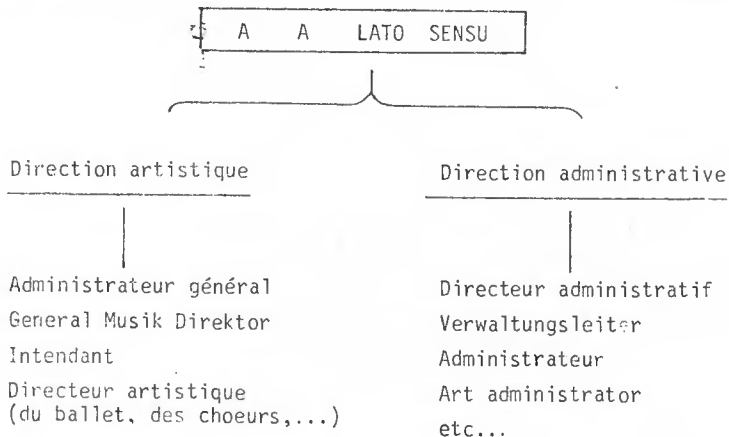 A A LATO SENSU
Direction artistique
Administrateur général
General Musik Direktor
Intendant
Directeur artistique
(du ballet, des choeurs,...)
Direction administrative
Directeur administratif
Verwaltungsleiter
Administrateur
Art administrator
etc...